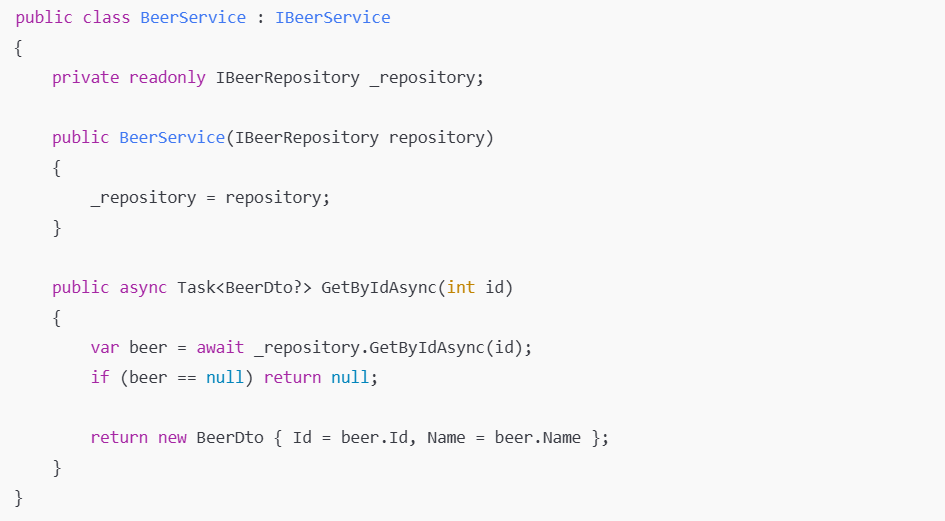 public class BeerService : IBeerService
{
    private readonly IBeerRepository _repository;
    public BeerService(IBeerRepository repository)
    {
        _repository = repository;
    }
    public async Task<BeerDto?> GetByIdAsync(int id)
    {
        var beer = await _repository.GetByIdAsync(id);
        if (beer == null) return null;
        return new BeerDto { Id = beer.Id, Name = beer.Name };
    }
}